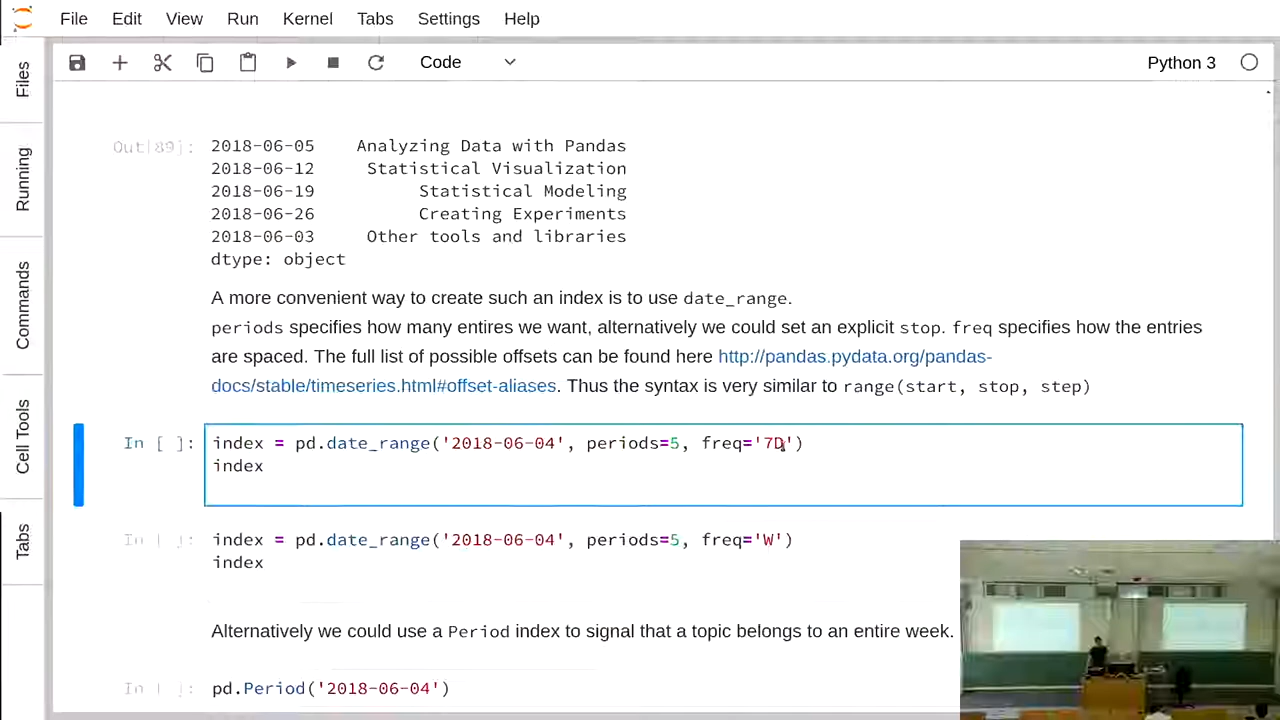 File Edit View Run Kernel Tabs Settings Help
Code
Python 3
Files
Running
Commands
Cell Tools
Tabs
Out[89]:
2018-06-05 Analyzing Data with Pandas
2018-06-12 Statistical Visualization
2018-06-19 Statistical Modeling
2018-06-26 Creating Experiments
2018-06-03 Other tools and libraries
dtype: object
A more convenient way to create such an index is to use date_range.
periods specifies how many entires we want, alternatively we could set an explicit stop. freq specifies how the entries
are spaced. The full list of possible offsets can be found here http://pandas.pydata.org/pandas-
docs/stable/timeseries.html#offset-aliases. Thus the syntax is very similar to range(start, stop, step)
In [ ]: index = pd.date_range('2018-06-04', periods=5, freq='7D')
index
In [ ]: index = pd.date_range('2018-06-04', periods=5, freq='W')
index
Alternatively we could use a Period index to signal that a topic belongs to an entire week.
In [ ]: pd.Period('2018-06-04')